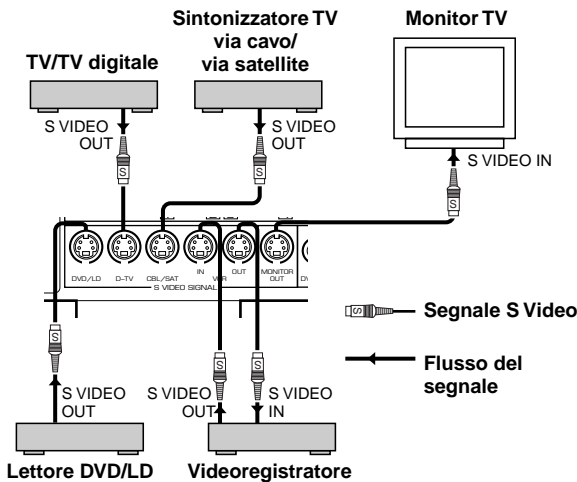 Sintonizzatore TV
via cavo/
via satellite
Monitor TV
TV/TV digitale
S VIDEO
OUT
S VIDEO
OUT
S VIDEO IN
S
S
S
DVD/LD
D-TV
CBL/SAT
IN
VCR
OUT
MONITOR
OUT
DV
S VIDEO SIGNAL
S
Segnale S Video
S
S
S
Flusso del
segnale
S VIDEO
OUT
S VIDEO
OUT
S VIDEO
IN
Lettore DVD/LD
Videoregistratore